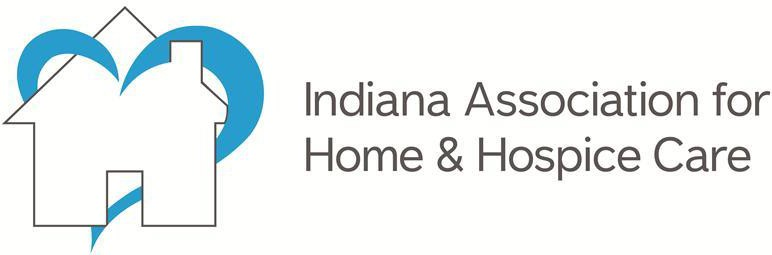 Indiana Association for
Home & Hospice Care